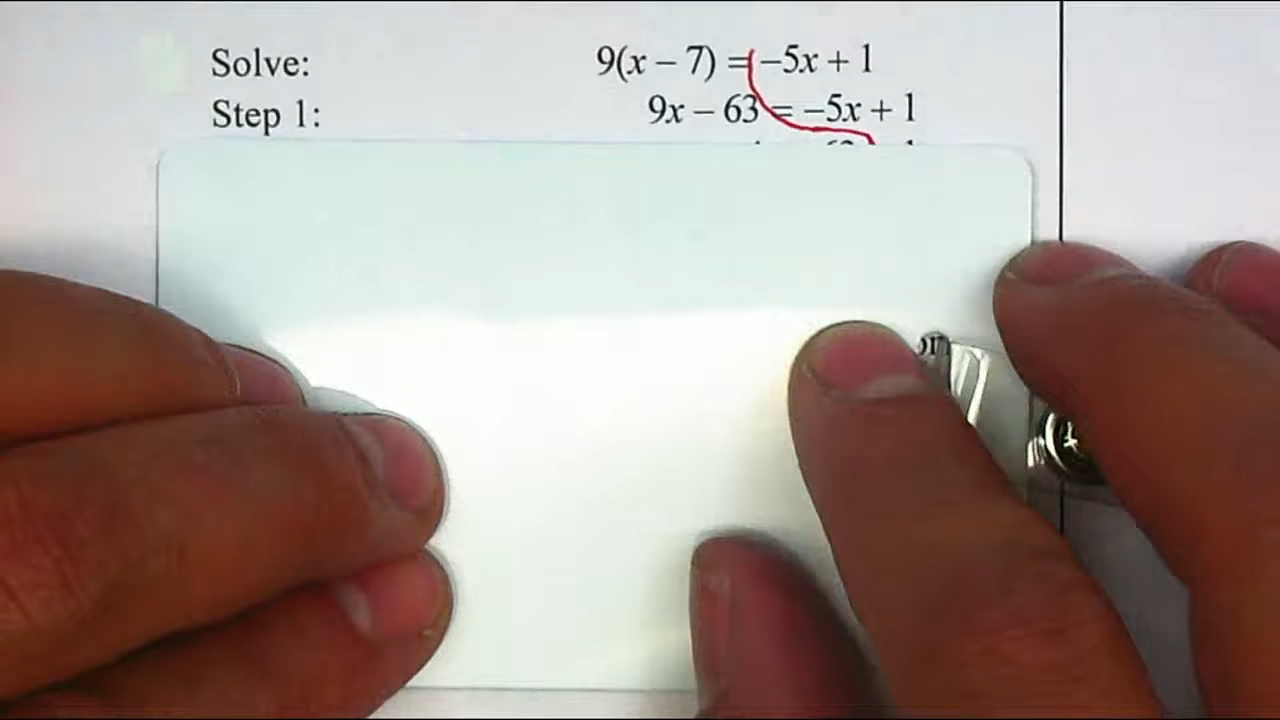 Solve: 9(x – 7) = –5x + 1
Step 1: 9x – 63 = –5x + 1